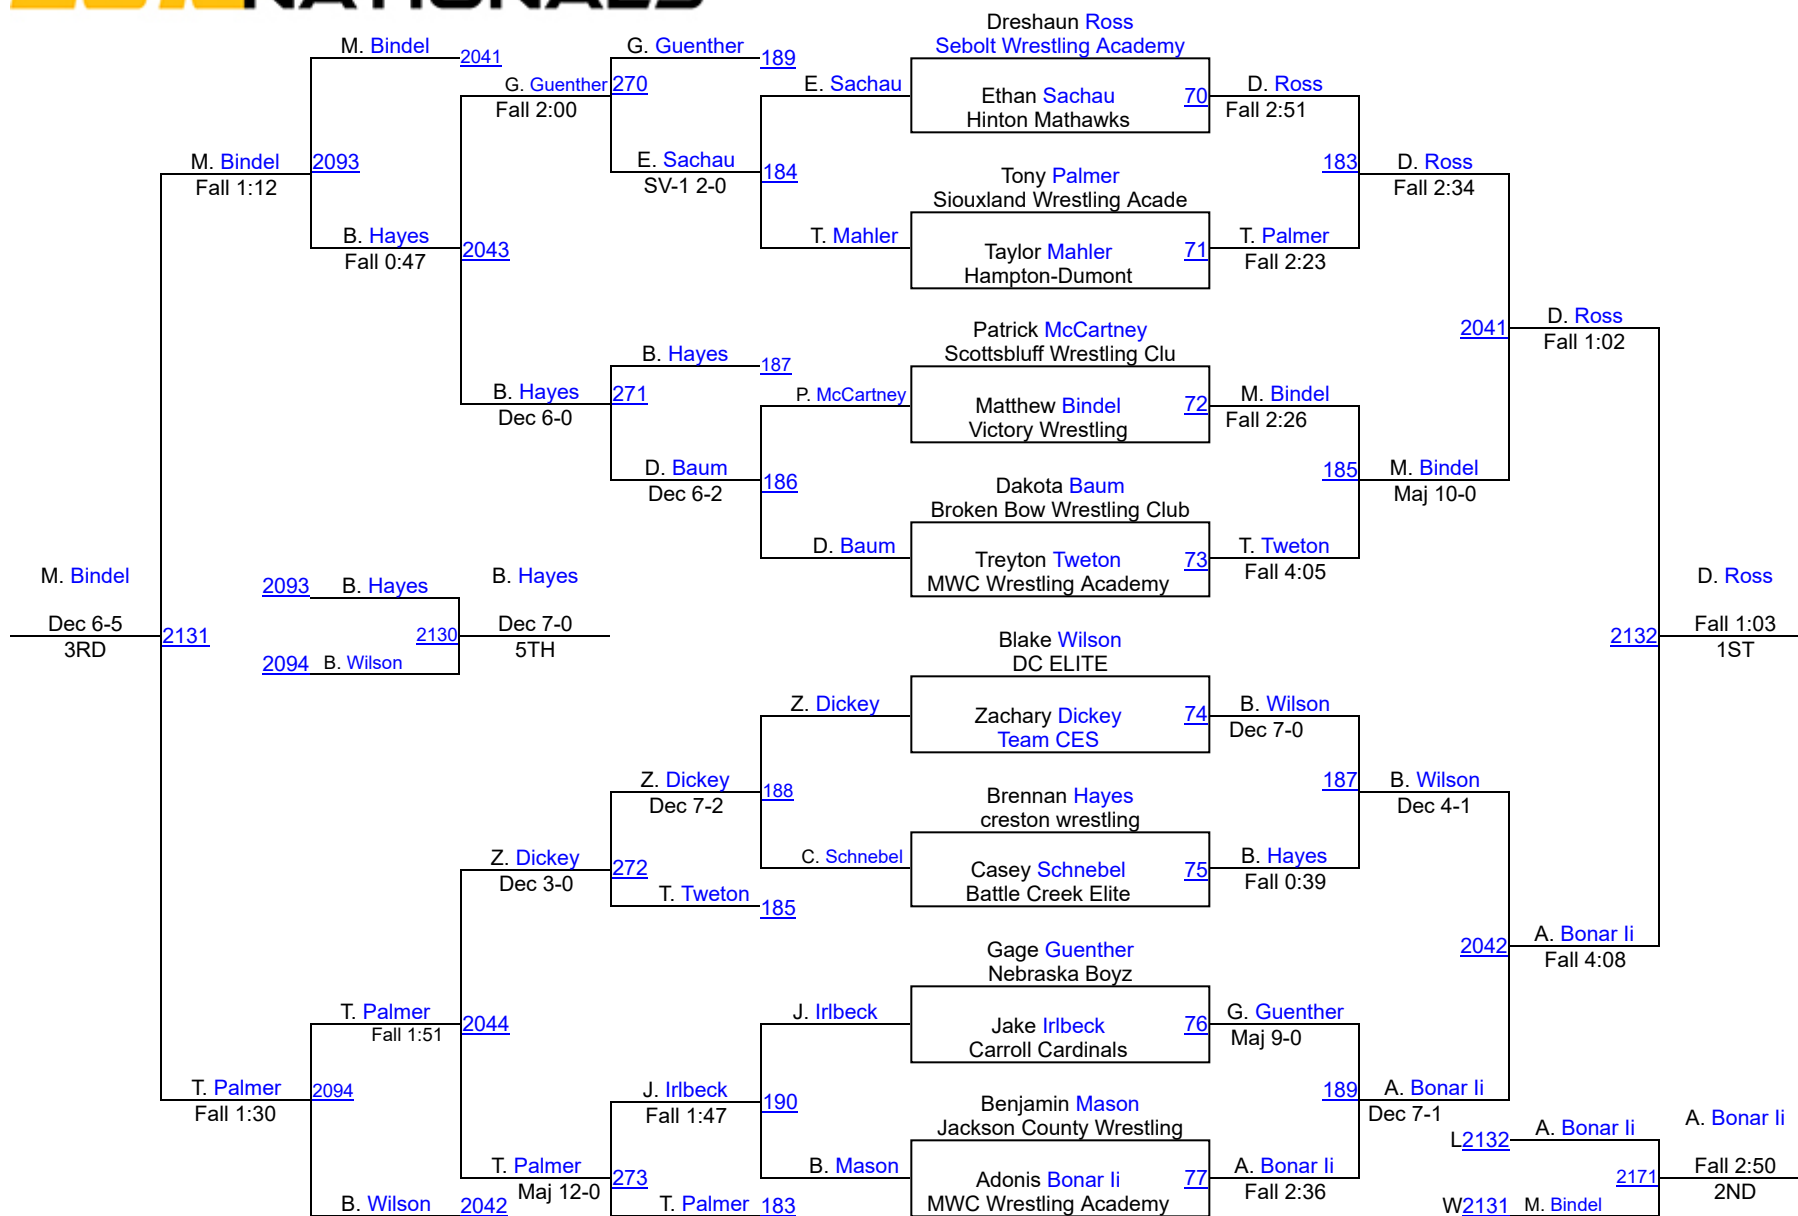 NATIONALS
Dreshaun Ross
Sebolt Wrestling Academy
Ethan Sachau
70
Hinton Mathawks
Tony Palmer
Siouxland Wrestling Acade
Taylor Mahler
71
Hampton-Dumont
Patrick McCartney
Scottsbluff Wrestling Clu
Matthew Bindel
72
Victory Wrestling
Dakota Baum
Broken Bow Wrestling Club
Treyton Tweton
73
MWC Wrestling Academy
Blake Wilson
DC ELITE
Zachary Dickey
74
Team CES
Brennan Hayes
creston wrestling
Casey Schnebel
75
Battle Creek Elite
Gage Guenther
Nebraska Boyz
Jake Irlbeck
76
Carroll Cardinals
Benjamin Mason
Jackson County Wrestling
Adonis Bonar Ii
77
MWC Wrestling Academy
D. Ross
Fall 2:51
T. Palmer
Fall 2:23
M. Bindel
Fall 2:26
T. Tweton
Fall 4:05
B. Wilson
Dec 7-0
B. Hayes
Fall 0:39
G. Guenther
Maj 9-0
A. Bonar Ii
Fall 2:36
183
D. Ross
Fall 2:34
185
M. Bindel
Maj 10-0
187
B. Wilson
Dec 4-1
189
A. Bonar Ii
Dec 7-1
2041
D. Ross
Fall 1:02
2042
A. Bonar Ii
Fall 4:08
D. Ross
2132
Fall 1:03
1ST
L2132
A. Bonar Ii
W2131
M. Bindel
2171
A. Bonar Ii
Fall 2:50
2ND
E. Sachau
T. Mahler
P. McCartney
D. Baum
Z. Dickey
C. Schnebel
J. Irlbeck
B. Mason
G. Guenther
189
E. Sachau
184
SV-1 2-0
B. Hayes
187
D. Baum
186
Dec 6-2
Z. Dickey
188
Dec 7-2
T. Tweton
185
J. Irlbeck
190
Fall 1:47
T. Palmer
183
G. Guenther
270
Fall 2:00
B. Hayes
271
Dec 6-0
Z. Dickey
272
Dec 3-0
T. Palmer
273
Maj 12-0
M. Bindel
2041
B. Hayes
2043
Fall 0:47
T. Palmer
2044
Fall 1:51
B. Wilson
2042
M. Bindel
2093
Fall 1:12
T. Palmer
2094
Fall 1:30
M. Bindel
Dec 6-5
2131
3RD
2093
B. Hayes
2094
B. Wilson
2130
B. Hayes
Dec 7-0
5TH